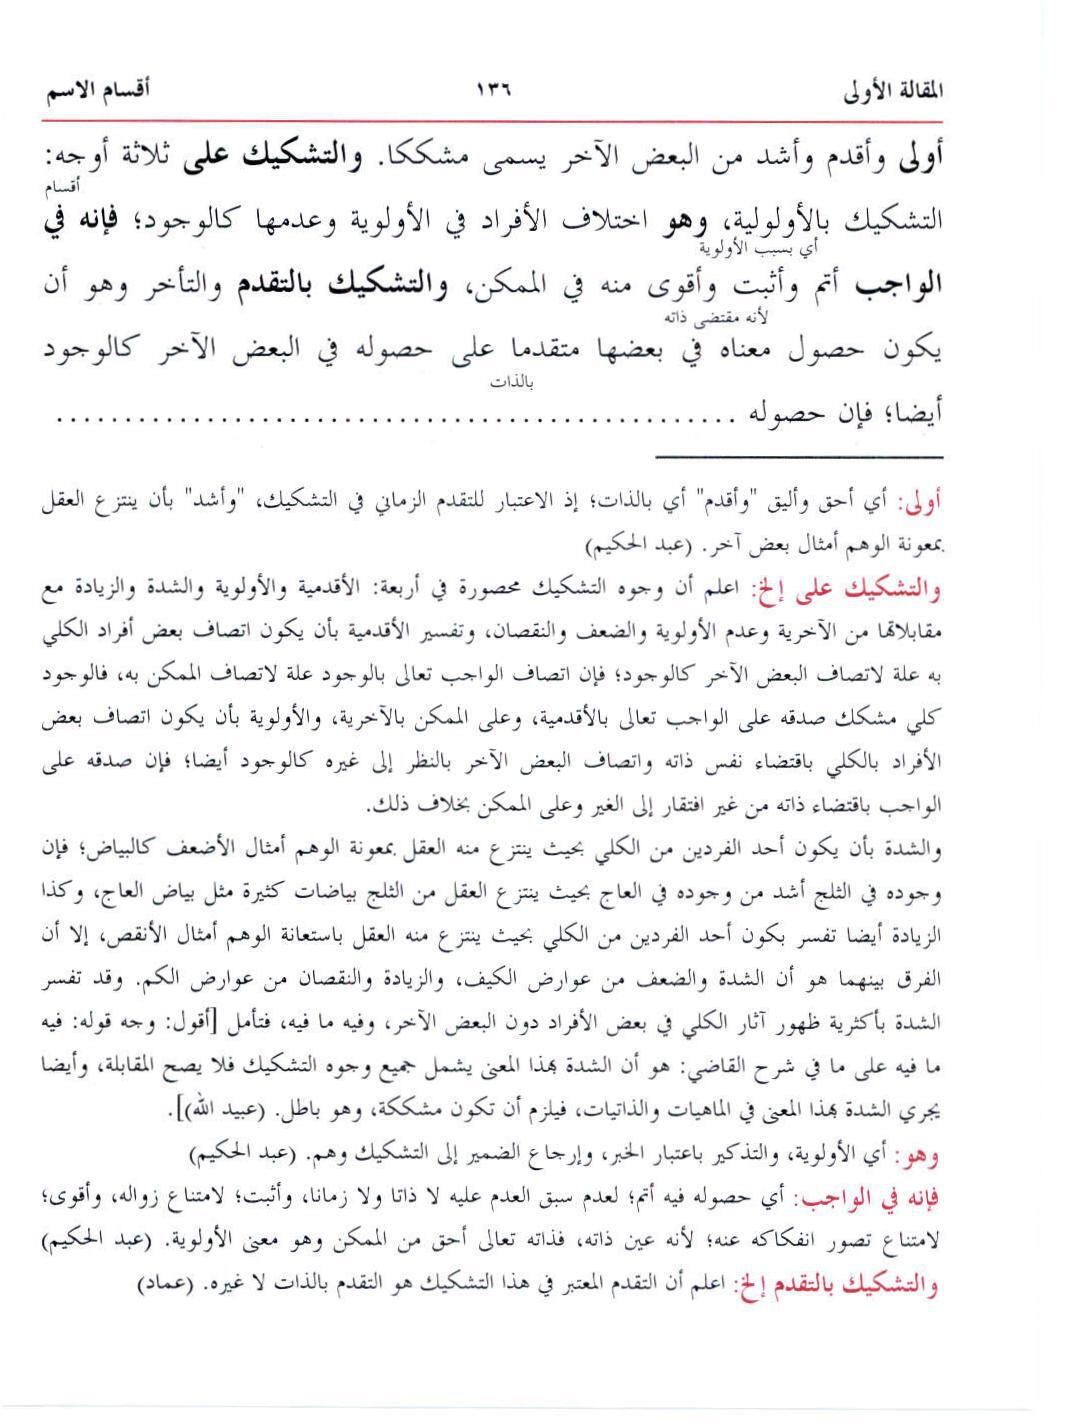 المقالة الأولى ١٣٦ أقسام الاسم
أولى وأقدم وأشد من البعض الآخر يسمى مشككا. والتشكيك على ثلاثة أوجه:
أقسام
التشكيك بالأولولية، وهو اختلاف الأفراد في الأولوية وعدمها كالوجود؛ فإنه في
أي بسبب الأولوية
الواجب أتم وأثبت وأقوى منه في الممكن، والتشكيك بالتقدم والتأخر وهو أن
لأنه مقتضى ذاته
يكون حصول معناه في بعضها متقدما على حصوله في البعض الآخر كالوجود
بالذات
أيضا؛ فإن حصوله ..................................................
أولى: أي أحق وأليق "وأقدم" أي بالذات؛ إذ الاعتبار للتقدم الزماني في التشكيك، "وأشد" بأن ينتزع العقل
بمعونة الوهم أمثال بعض آخر. (عبد الحكيم)
والتشكيك على إلخ: اعلم أن وجوه التشكيك محصورة في أربعة: الأقدمية والأولوية والشدة والزيادة مع
مقابلاتها من الآخرية وعدم الأولوية والضعف والنقصان، وتفسير الأقدمية بأن يكون اتصاف بعض أفراد الكلي
به علة لاتصاف البعض الآخر كالوجود؛ فإن اتصاف الواجب تعالى بالوجود علة لاتصاف الممكن به، فالوجود
كلي مشكك صدقه على الواجب تعالى بالأقدمية، وعلى الممكن بالآخرية، والأولوية بأن يكون اتصاف بعض
الأفراد بالكلي باقتضاء نفس ذاته واتصاف البعض الآخر بالنظر إلى غيره كالوجود أيضا؛ فإن صدقه على
الواجب باقتضاء ذاته من غير افتقار إلى الغير وعلى الممكن بخلاف ذلك.
والشدة بأن يكون أحد الفردين من الكلي بحيث ينتزع منه العقل بمعونة الوهم أمثال الأضعف كالبياض؛ فإن
وجوده في الثلج أشد من وجوده في العاج بحيث ينتزع العقل من الثلج بياضات كثيرة مثل بياض العاج، وكذا
الزيادة أيضا تفسر بكون أحد الفردين من الكلي بحيث ينتزع منه العقل باستعانة الوهم أمثال الأنقص، إلا أن
الفرق بينهما هو أن الشدة والضعف من عوارض الكيف، والزيادة والنقصان من عوارض الكم. وقد تفسر
الشدة بأكثرية ظهور آثار الكلي في بعض الأفراد دون البعض الآخر، وفيه ما فيه، فتأمل [أقول: وجه قوله: فيه
ما فيه على ما في شرح القاضي: هو أن الشدة بهذا المعنى يشمل جميع وجوه التشكيك فلا يصح المقابلة، وأيضا
يجري الشدة بهذا المعنى في الماهيات والذاتيات، فيلزم أن تكون مشككة، وهو باطل. (عبيد الله)].
وهو: أي الأولوية، والتذكير باعتبار الخبر، وإرجاع الضمير إلى التشكيك وهم. (عبد الحكيم)
فإنه في الواجب: أي حصوله فيه أتم؛ لعدم سبق العدم عليه لا ذاتا ولا زمانا، وأثبت؛ لامتناع زواله، وأقوى؛
لامتناع تصور انفكاكه عنه؛ لأنه عين ذاته، فذاته تعالى أحق من الممكن وهو معنى الأولوية. (عبد الحكيم)
والتشكيك بالتقدم إلخ: اعلم أن التقدم المعتبر في هذا التشكيك هو التقدم بالذات لا غيره. (عماد)